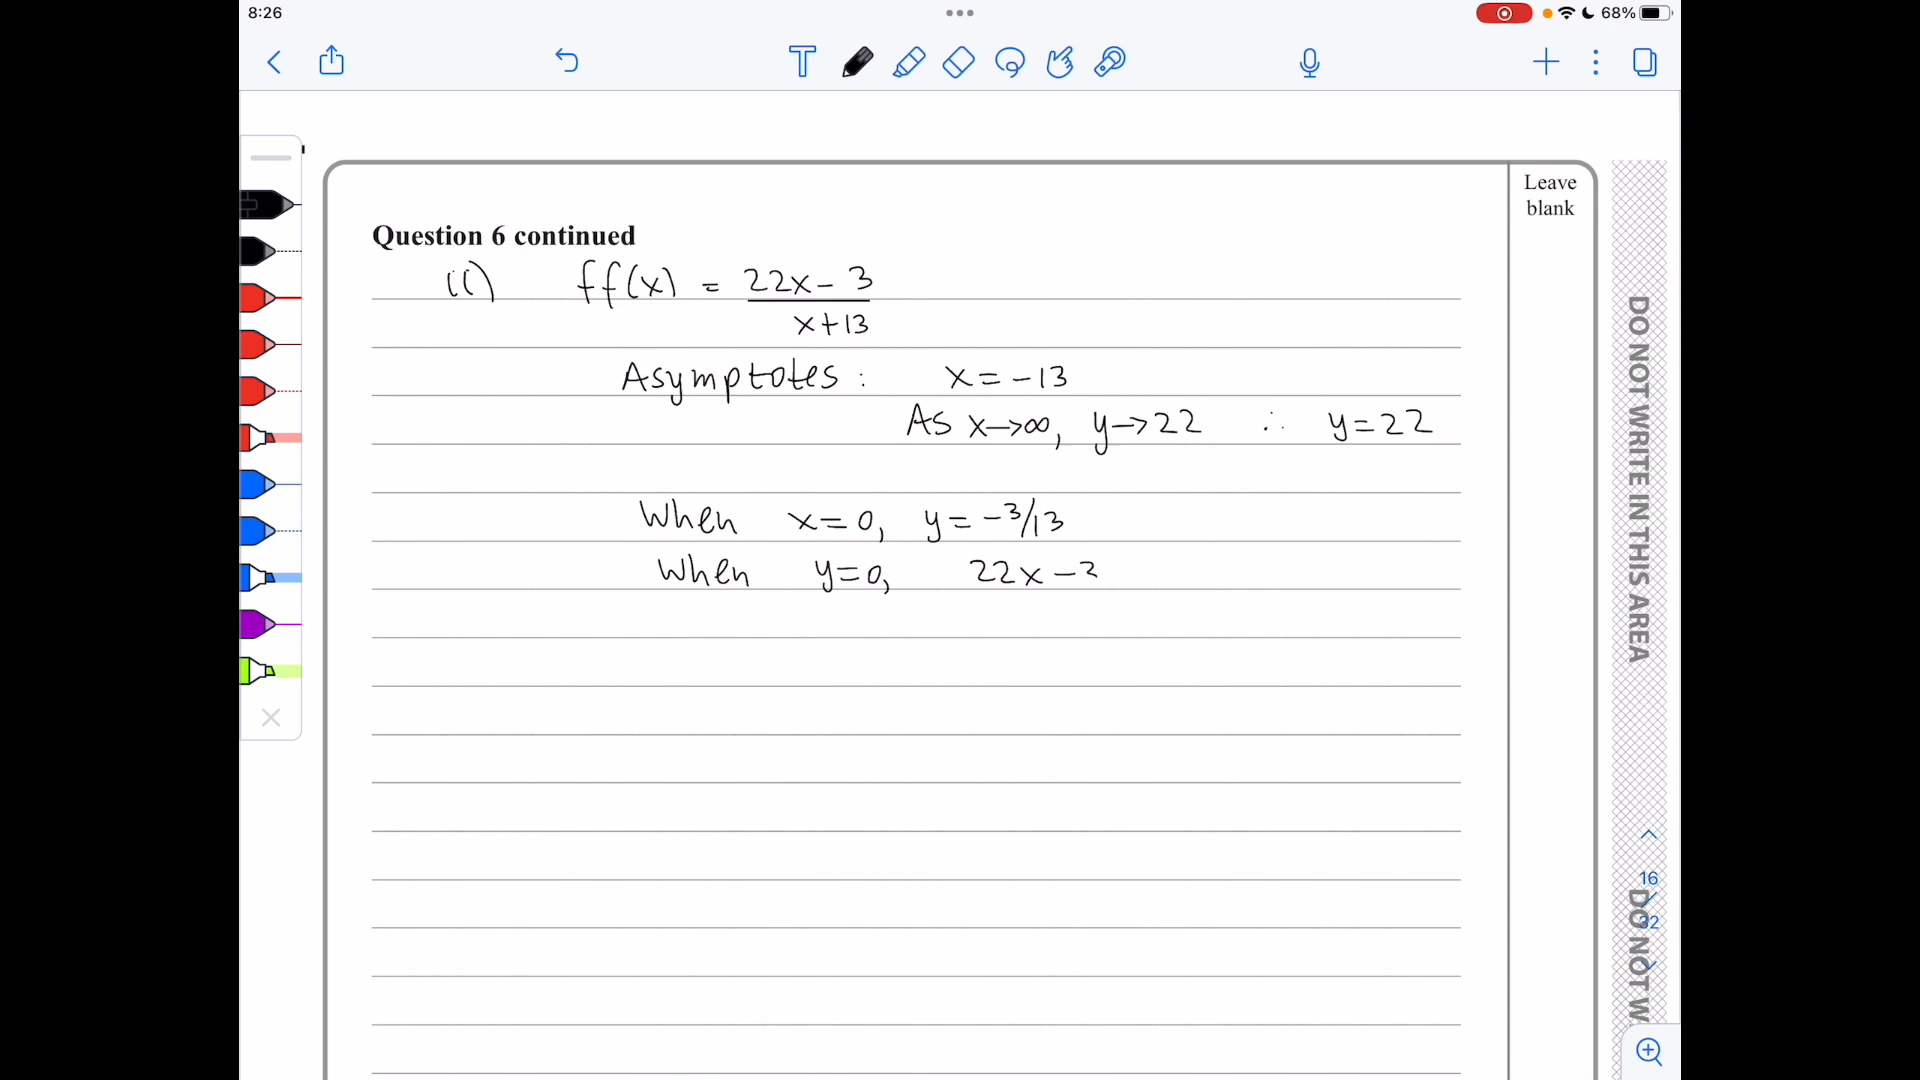 8:26
68%
Leave
blank
Question 6 continued
(ii) ff(x) = 22x - 3
x+13
Asymptotes : x = -13
As x→∞, y→22 ∴ y=22
When x=0, y= -3/13
When y=0, 22x -3
DO NOT WRITE IN THIS AREA
16
32
DO NOT W